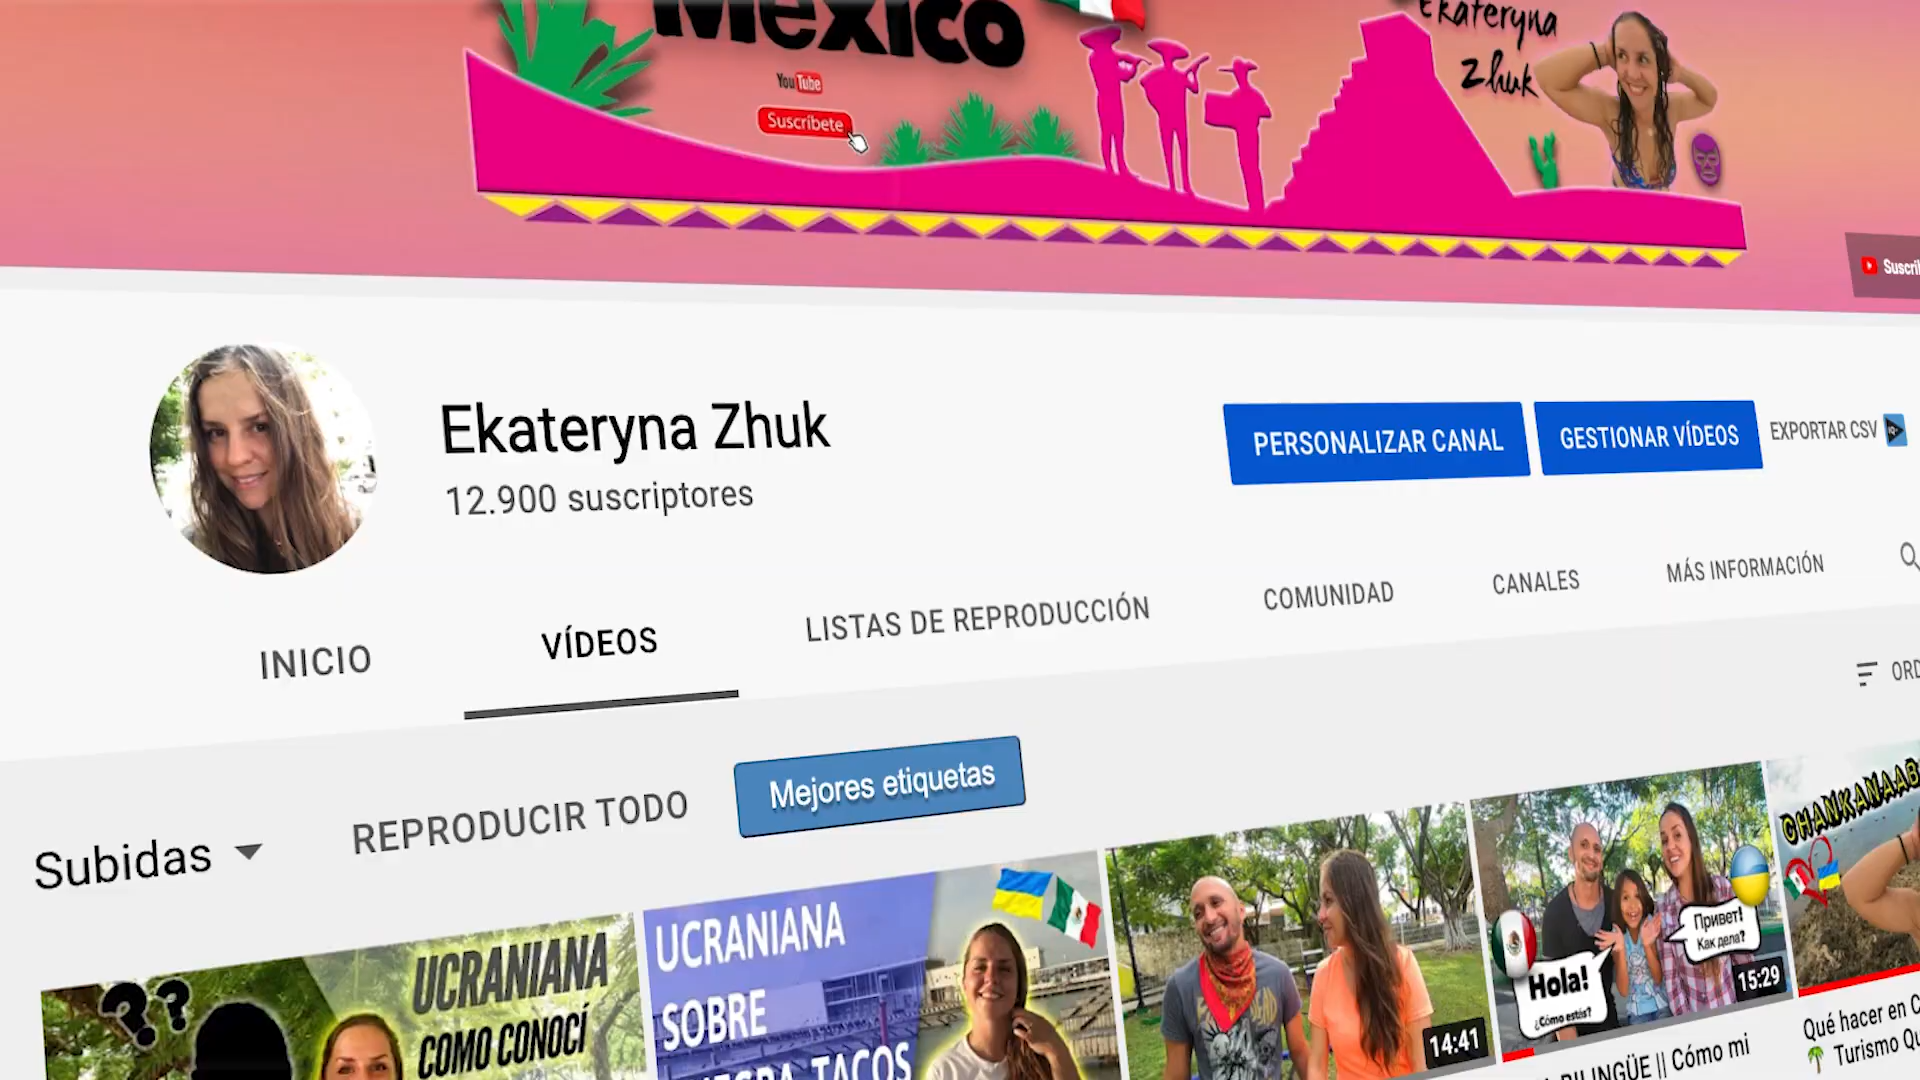 México
Ekateryna
Zhuk
YouTube
Suscríbete
Ekateryna Zhuk
12.900 suscriptores
PERSONALIZAR CANAL
GESTIONAR VÍDEOS
EXPORTAR CSV
INICIO
VÍDEOS
LISTAS DE REPRODUCCIÓN
COMUNIDAD
CANALES
MÁS INFORMACIÓN
Subidas
REPRODUCIR TODO
Mejores etiquetas
??
UCRANIANA
COMO CONOCÍ
UCRANIANA
SOBRE
TACOS
14:41
Hola!
¿Cómo estás?
Привет!
Как дела?
15:29
BILINGÜE || Cómo mi
CHANKANAAB
Qué hacer en
Turismo